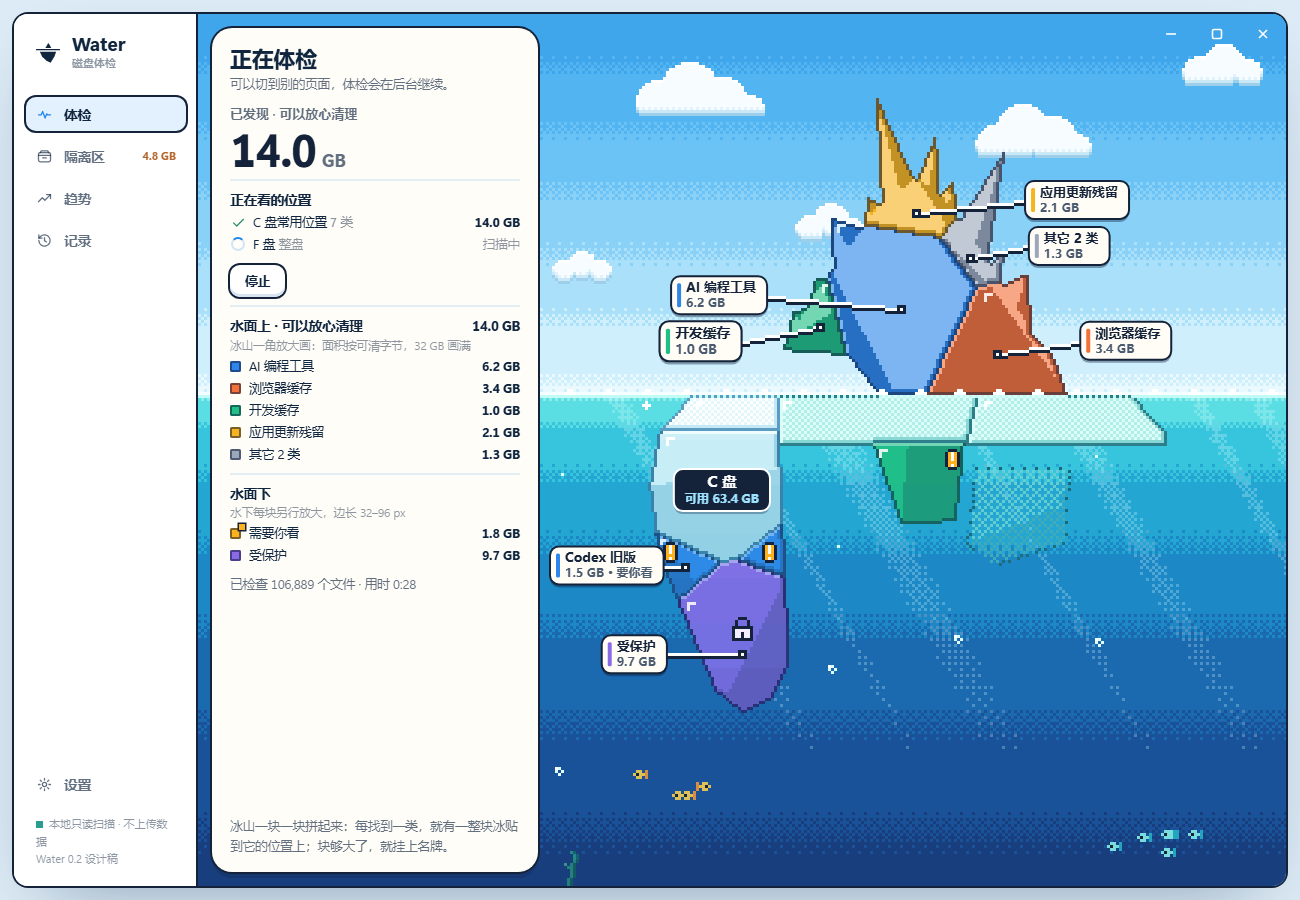 Water
磁盘体检
体检
隔离区 4.8 GB
趋势
记录
设置
本地只读扫描 · 不上传数
据
Water 0.2 设计稿
正在体检
可以切到别的页面，体检会在后台继续。
已发现 · 可以放心清理
14.0 GB
正在看的位置
C 盘常用位置 7 类 14.0 GB
F 盘 整盘 扫描中
停止
水面上 · 可以放心清理 14.0 GB
冰山一角放大画：面积按可清字节，32 GB 画满
AI 编程工具 6.2 GB
浏览器缓存 3.4 GB
开发缓存 1.0 GB
应用更新残留 2.1 GB
其它 2 类 1.3 GB
水面下
水下每块另行放大，边长 32–96 px
需要你看 1.8 GB
受保护 9.7 GB
已检查 106,889 个文件 · 用时 0:28
冰山一块一块拼起来：每找到一类，就有一整块冰贴
到它的位置上；块够大了，就挂上名牌。
应用更新残留
2.1 GB
其它 2 类
1.3 GB
AI 编程工具
6.2 GB
开发缓存
1.0 GB
浏览器缓存
3.4 GB
C 盘
可用 63.4 GB
Codex 旧版
1.5 GB • 要你看
受保护
9.7 GB